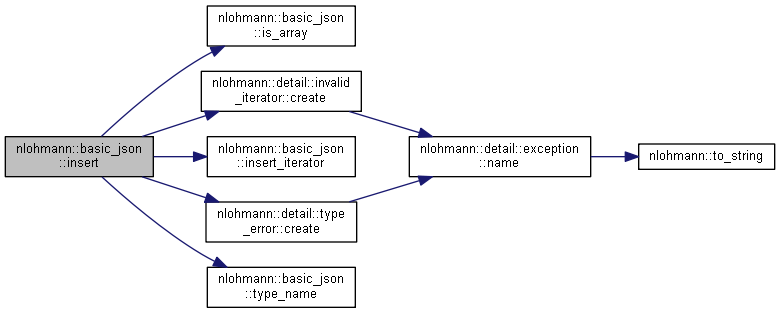 nlohmann::basic_json
::is_array
nlohmann::detail::invalid
_iterator::create
nlohmann::basic_json
::insert
nlohmann::basic_json
::insert_iterator
nlohmann::detail::exception
::name
nlohmann::to_string
nlohmann::detail::type
_error::create
nlohmann::basic_json
::type_name